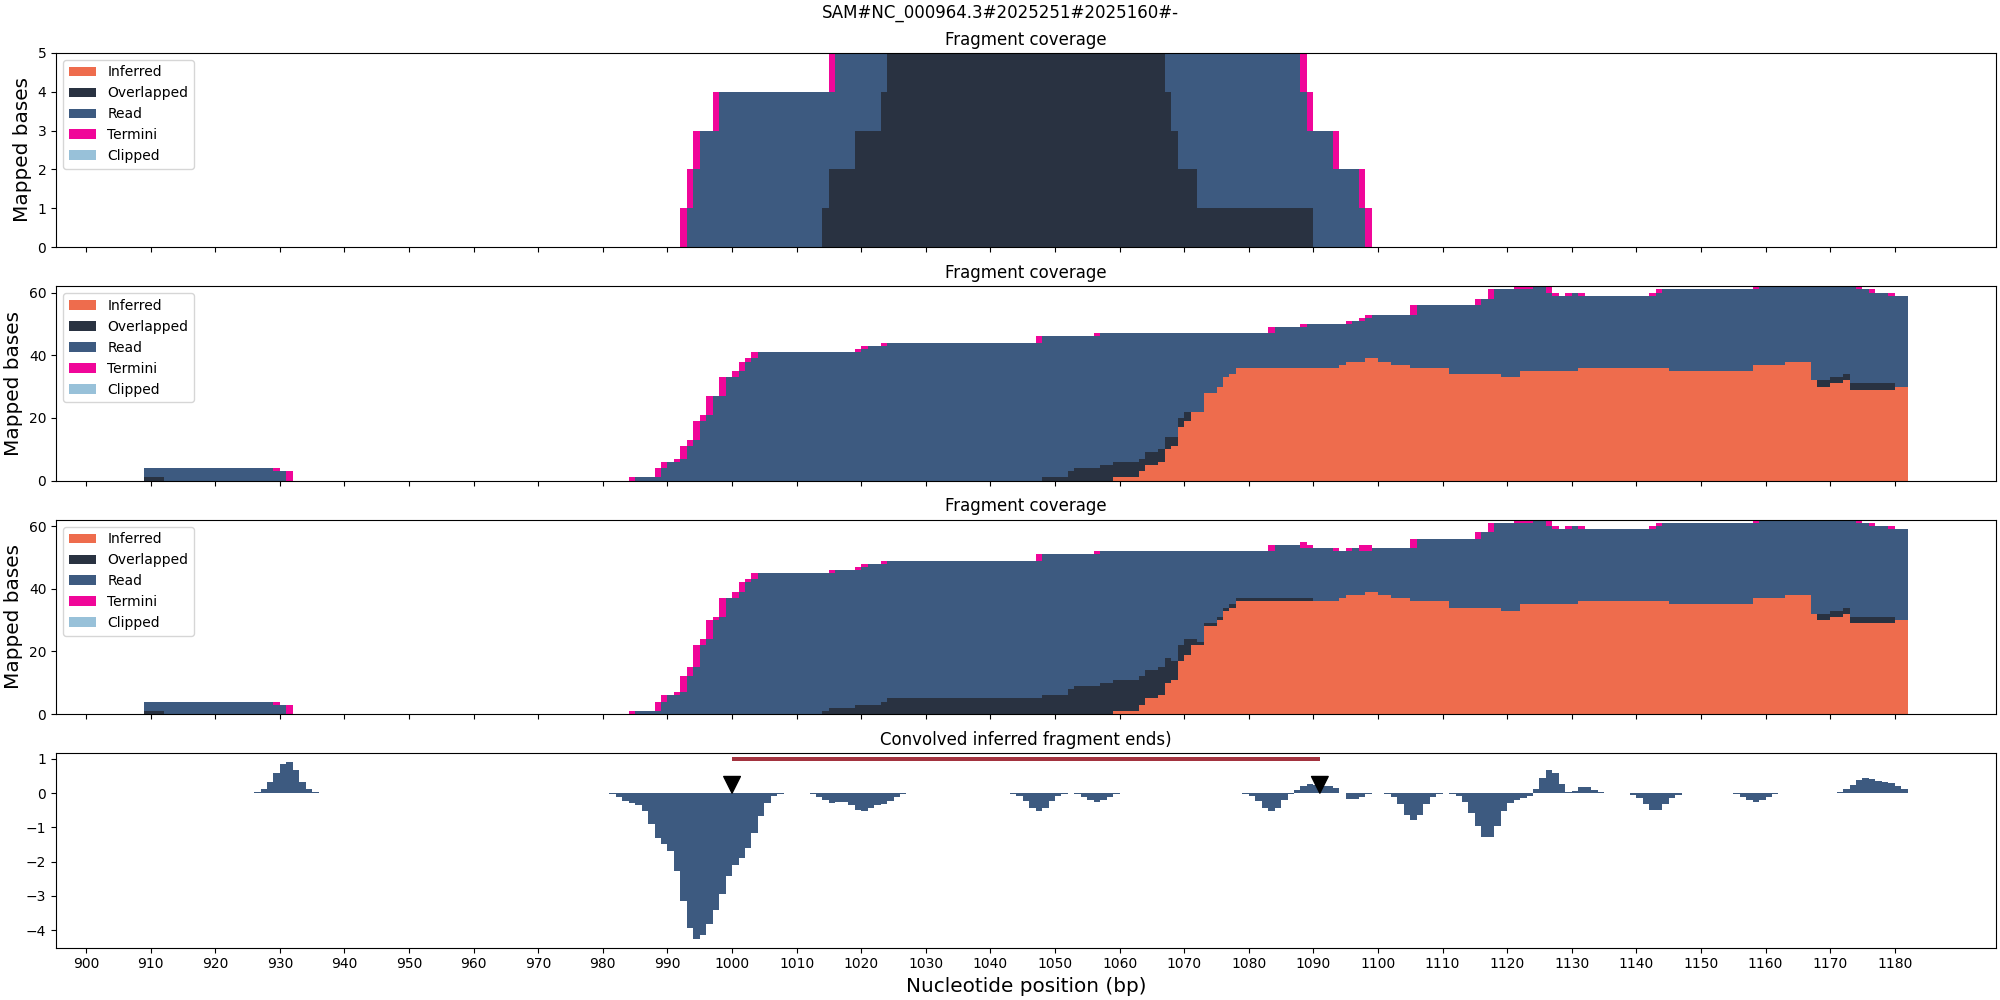 SAM#NC_000964.3#2025251#2025160#-
Fragment coverage
Mapped bases
5
4
3
2
1
0
Inferred
Overlapped
Read
Termini
Clipped
Fragment coverage
Mapped bases
60
40
20
0
Inferred
Overlapped
Read
Termini
Clipped
Fragment coverage
Mapped bases
60
40
20
0
Inferred
Overlapped
Read
Termini
Clipped
Convolved inferred fragment ends)
1
0
−1
−2
−3
−4
900 910 920 930 940 950 960 970 980 990 1000 1010 1020 1030 1040 1050 1060 1070 1080 1090 1100 1110 1120 1130 1140 1150 1160 1170 1180
Nucleotide position (bp)